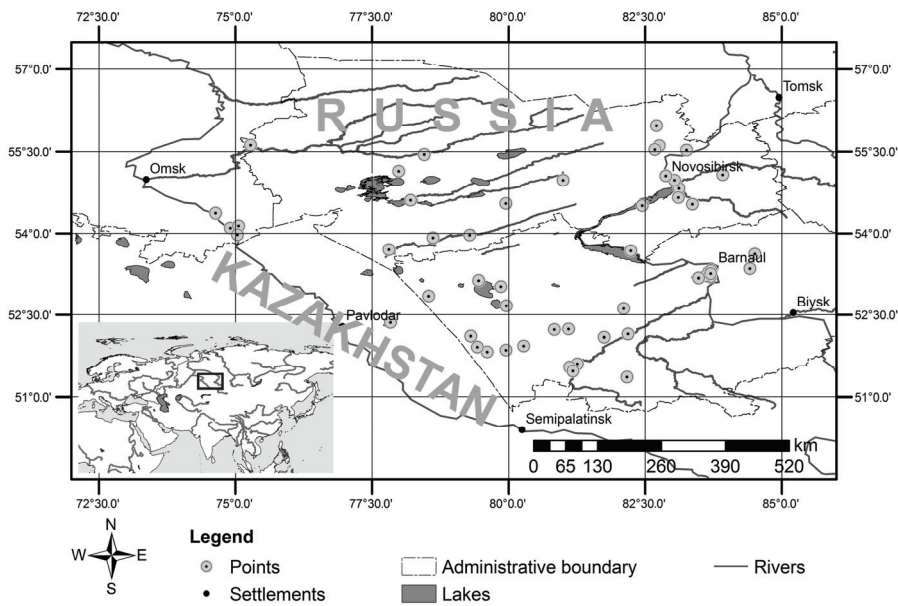 72°30.0' 75°0.0' 77°30.0' 80°0.0' 82°30.0' 85°0.0'
57°0.0' 57°0.0'
Tomsk
RUSSIA
55°30.0' 55°30.0'
Omsk Novosibirsk
54°0.0' 54°0.0'
Barnaul
KAZAKHSTAN
52°30.0' Pavlodar Biysk 52°30.0'
51°0.0' 51°0.0'
Semipalatinsk
km
0 65 130 260 390 520
72°30.0' 75°0.0' 77°30.0' 80°0.0' 82°30.0' 85°0.0'
N
W E
S
Legend
Points Administrative boundary Rivers
Settlements Lakes